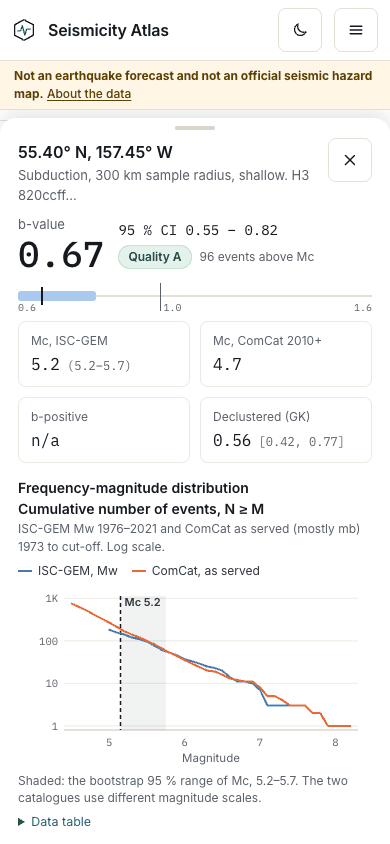 Seismicity Atlas
Not an earthquake forecast and not an official seismic hazard
map. About the data
55.40° N, 157.45° W
Subduction, 300 km sample radius, shallow. H3
820ccff...
b-value
0.67
95 % CI 0.55 – 0.82
Quality A
96 events above Mc
0.6
1.0
1.6
Mc, ISC-GEM
5.2 (5.2–5.7)
Mc, ComCat 2010+
4.7
b-positive
n/a
Declustered (GK)
0.56 [0.42, 0.77]
Frequency-magnitude distribution
Cumulative number of events, N ≥ M
ISC-GEM Mw 1976–2021 and ComCat as served (mostly mb)
1973 to cut-off. Log scale.
ISC-GEM, Mw
ComCat, as served
1K
100
10
1
Mc 5.2
5
6
7
8
Magnitude
Shaded: the bootstrap 95 % range of Mc, 5.2–5.7. The two
catalogues use different magnitude scales.
Data table